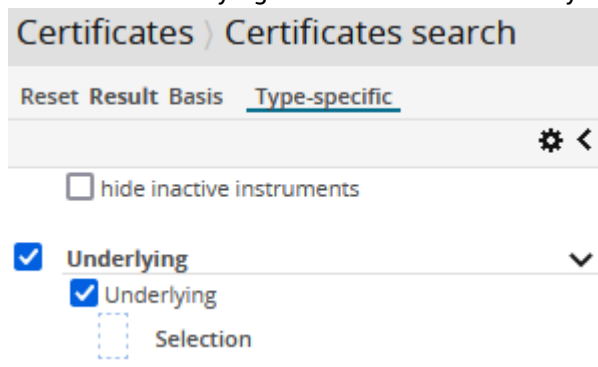 Certificates 〉 Certificates search
Reset Result Basis Type-specific
hide inactive instruments
Underlying
Underlying
Selection